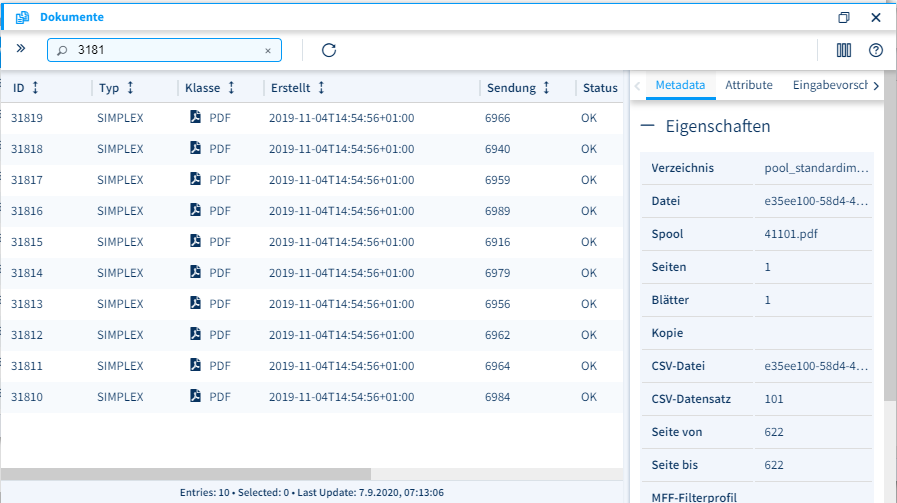 Dokumente
3181
ID Typ Klasse Erstellt Sendung Status
31819 SIMPLEX PDF 2019-11-04T14:54:56+01:00 6966 OK
31818 SIMPLEX PDF 2019-11-04T14:54:56+01:00 6940 OK
31817 SIMPLEX PDF 2019-11-04T14:54:56+01:00 6959 OK
31816 SIMPLEX PDF 2019-11-04T14:54:56+01:00 6989 OK
31815 SIMPLEX PDF 2019-11-04T14:54:56+01:00 6916 OK
31814 SIMPLEX PDF 2019-11-04T14:54:56+01:00 6979 OK
31813 SIMPLEX PDF 2019-11-04T14:54:56+01:00 6956 OK
31812 SIMPLEX PDF 2019-11-04T14:54:56+01:00 6962 OK
31811 SIMPLEX PDF 2019-11-04T14:54:56+01:00 6964 OK
31810 SIMPLEX PDF 2019-11-04T14:54:56+01:00 6984 OK
Entries: 10 • Selected: 0 • Last Update: 7.9.2020, 07:13:06
Metadata Attribute Eingabevorsch
Eigenschaften
Verzeichnis pool_standardim...
Datei e35ee100-58d4-4...
Spool 41101.pdf
Seiten 1
Blätter 1
Kopie
CSV-Datei e35ee100-58d4-4...
CSV-Datensatz 101
Seite von 622
Seite bis 622
MFF-Filterprofil